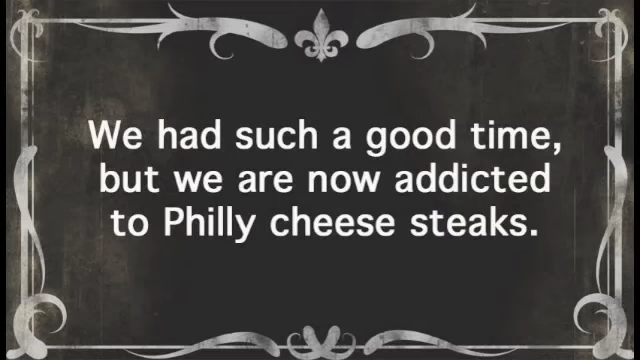 We had such a good time,
but we are now addicted
to Philly cheese steaks.